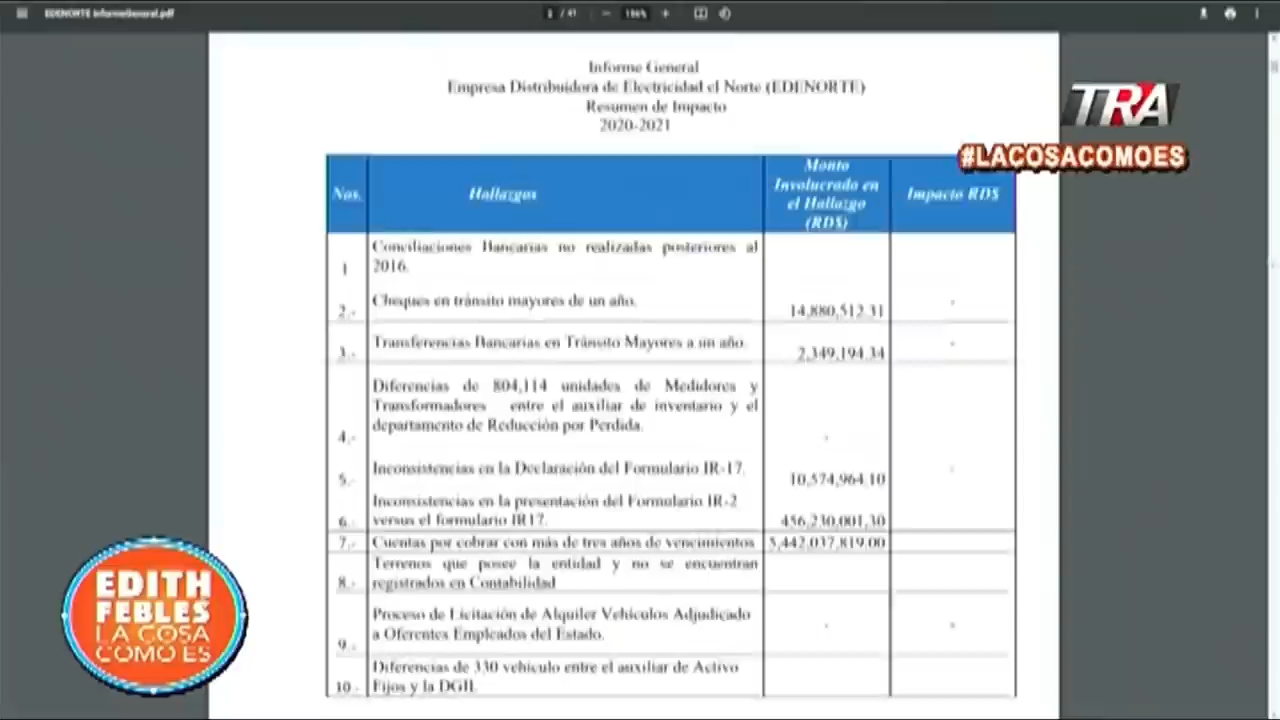 EDENORTE InformeGeneral.pdf
/ 41
186%
Informe General
Empresa Distribuidora de Electricidad el Norte (EDENORTE)
Resumen de Impacto
2020-2021
TRA
#LACOSACOMOES
Nos. Hallazgos Monto Involucrado en el Hallazgo (RD$) Impacto RD$
1 Conciliaciones Bancarias no realizadas posteriores al
2016.
2.- Cheques en tránsito mayores de un año. 14,880,512.31 -
3.- Transferencias Bancarias en Tránsito Mayores a un año. 2,349,194.34 -
Diferencias de 804,114 unidades de Medidores y
Transformadores entre el auxiliar de inventario y el
4.- departamento de Reducción por Perdida. -
5.- Inconsistencias en la Declaración del Formulario IR-17. 10,574,964.10 -
Inconsistencias en la presentación del Formulario IR-2
6.- versus el formulario IR17. 456,230,001.30
7.- Cuentas por cobrar con más de tres años de vencimientos 5,442,037,819.00
Terrenos que posee la entidad y no se encuentran
8.- registrados en Contabilidad
Proceso de Licitación de Alquiler Vehículos Adjudicado
9.- a Oferentes Empleados del Estado. - -
Diferencias de 330 vehículo entre el auxiliar de Activo
10.- Fijos y la DGII.
EDITH
FEBLES
LA COSA
COMO ES